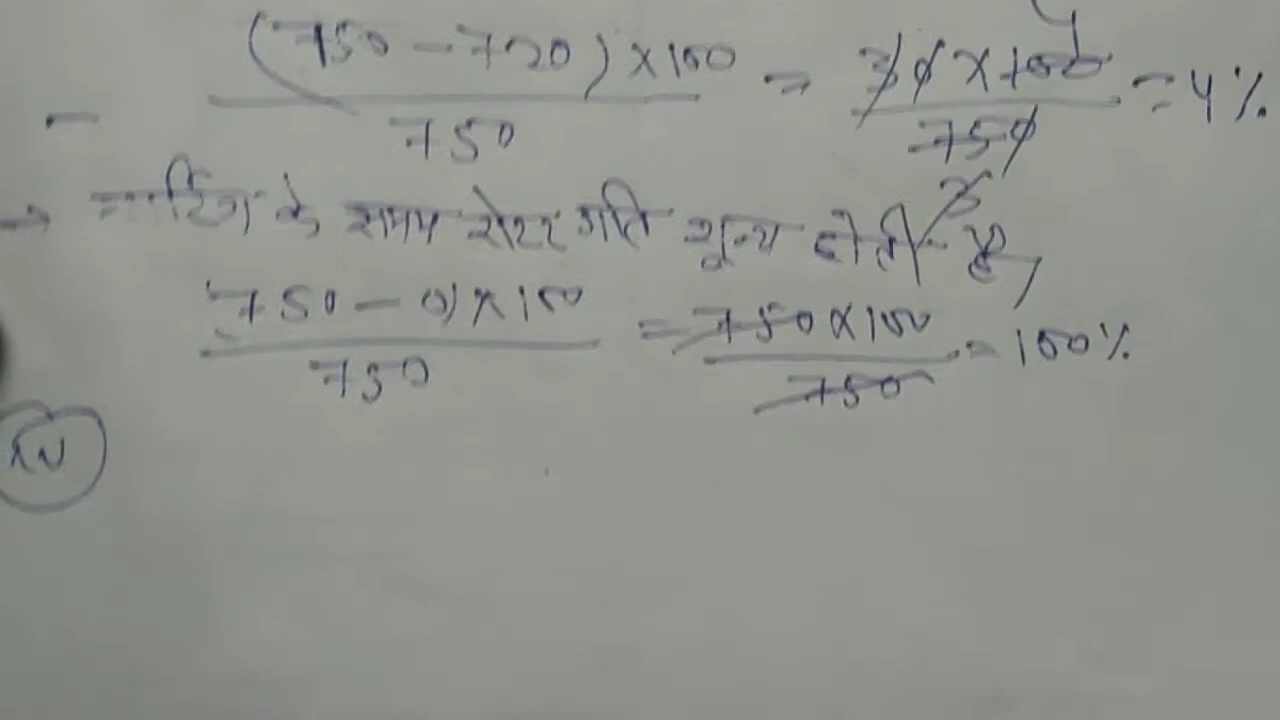 (750 - 720) × 100 / 750 = 30 × 100 / 750 = 4%
→ के समय रोटर गति शून्य होती है,
750 - 0) × 100 / 750 = 750 × 100 / 750 = 100%